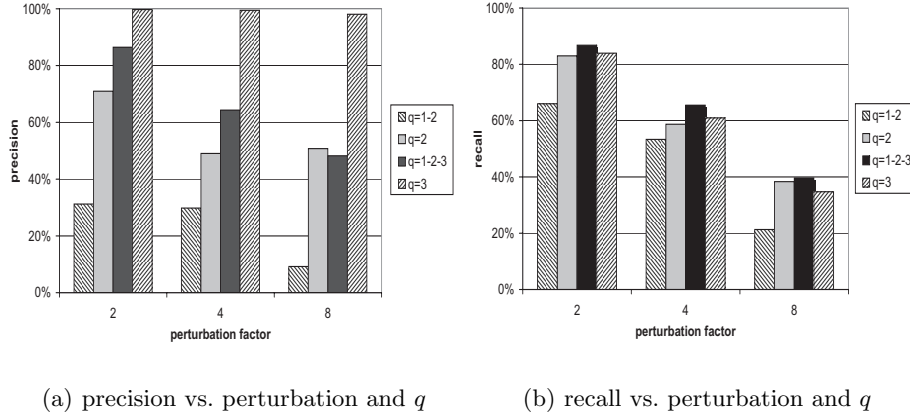 100%
80%
60%
40%
20%
0%
precision
2
4
8
perturbation factor
q=1-2
q=2
q=1-2-3
q=3
(a) precision vs. perturbation and q
100%
80%
60%
40%
20%
0%
recall
2
4
8
perturbation factor
q=1-2
q=2
q=1-2-3
q=3
(b) recall vs. perturbation and q